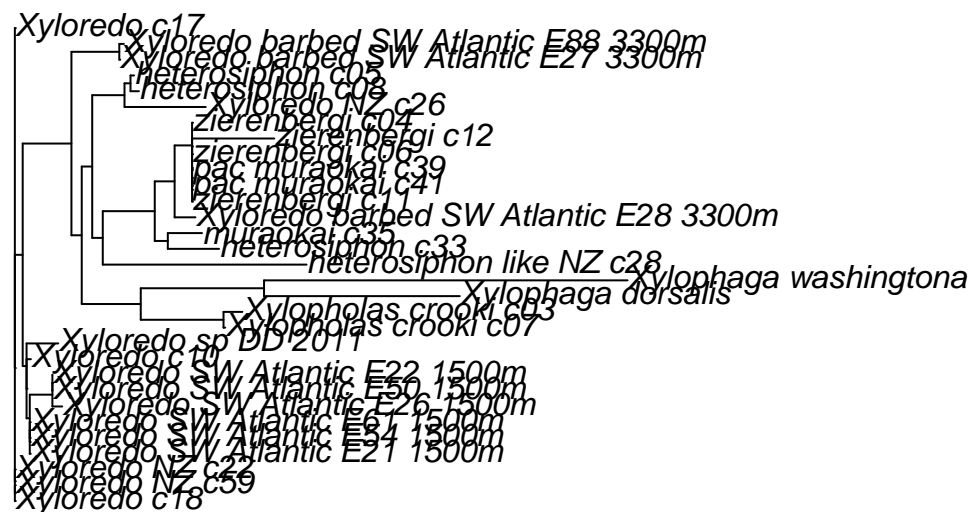 Xyloredo c17
Xyloredo barbed SW Atlantic E88 3300m
Xyloredo barbed SW Atlantic E27 3300m
heterosiphon c05
heterosiphon c08
Xyloredo NZ c26
zierenbergi c04
zierenbergi c12
zierenbergi c06
pac muraokai c39
pac muraokai c41
zierenbergi c11
Xyloredo barbed SW Atlantic E28 3300m
muraokai c35
heterosiphon c33
heterosiphon like NZ c28
Xylophaga washingtona
Xylophaga dorsalis
Xylopholas crooki c03
Xylopholas crooki c07
Xyloredo sp DD 2011
Xyloredo c10
Xyloredo SW Atlantic E22 1500m
Xyloredo SW Atlantic E50 1500m
Xyloredo SW Atlantic E26 1500m
Xyloredo SW Atlantic E61 1500m
Xyloredo SW Atlantic E54 1500m
Xyloredo SW Atlantic E21 1500m
Xyloredo NZ c22
Xyloredo NZ c59
Xyloredo c18